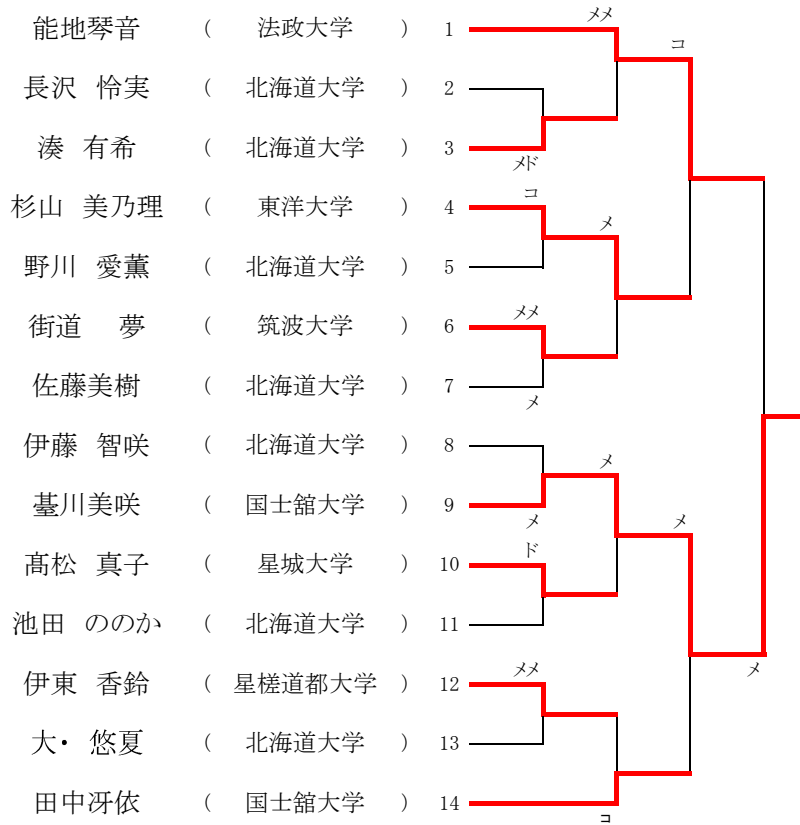 メメ
能地琴音 ( 法政大学 ) 1
コ
長沢 怜実 ( 北海道大学 ) 2
湊 有希 ( 北海道大学 ) 3
メド
コ
杉山 美乃理 ( 東洋大学 ) 4
メ
野川 愛薫 ( 北海道大学 ) 5
メメ
街道 夢 ( 筑波大学 ) 6
佐藤美樹 ( 北海道大学 ) 7
メ
伊藤 智咲 ( 北海道大学 ) 8
メ
薹川美咲 ( 国士舘大学 ) 9
メ メ
ド
髙松 真子 ( 星城大学 ) 10
池田 ののか ( 北海道大学 ) 11
メメ
伊東 香鈴 ( 星槎道都大学 ) 12
メ
大・ 悠夏 ( 北海道大学 ) 13
田中冴依 ( 国士舘大学 ) 14
コ